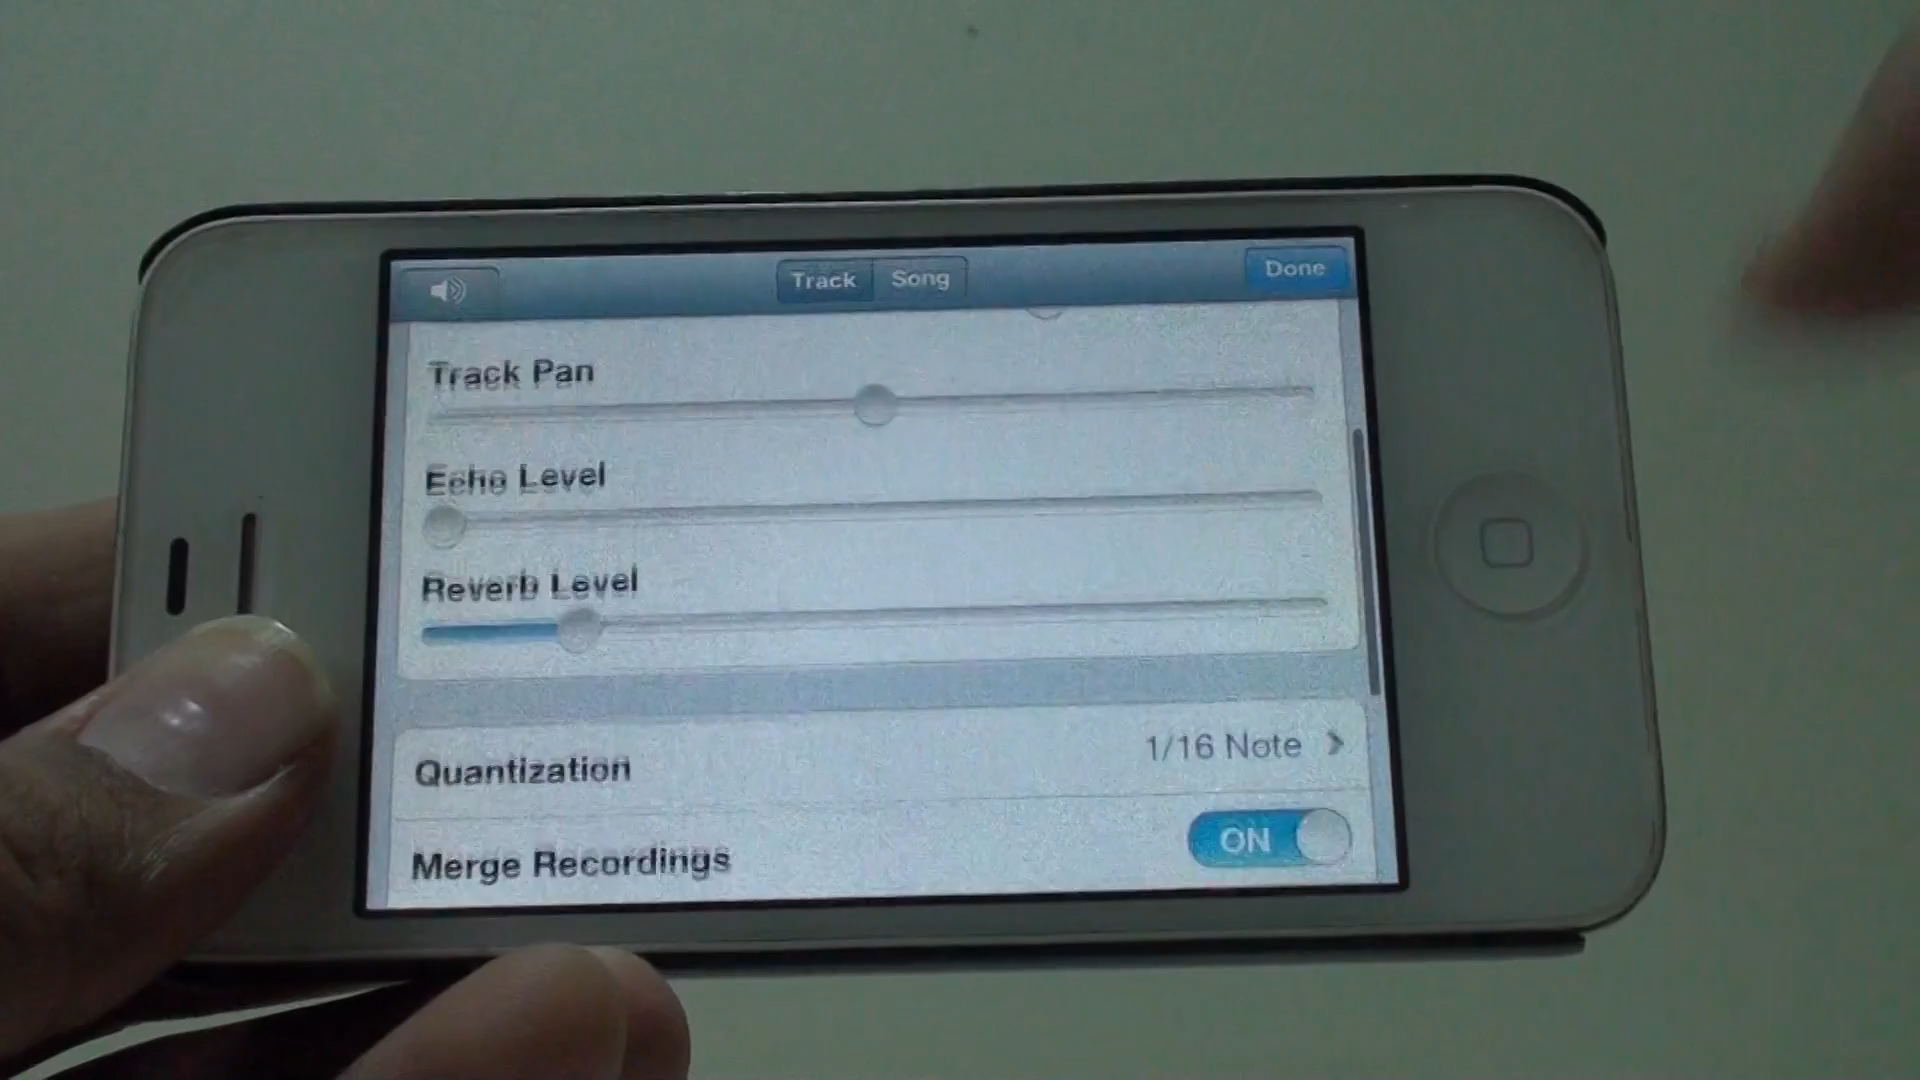 Track
Song
Done
Track Pan
Echo Level
Reverb Level
Quantization
1/16 Note
Merge Recordings
ON